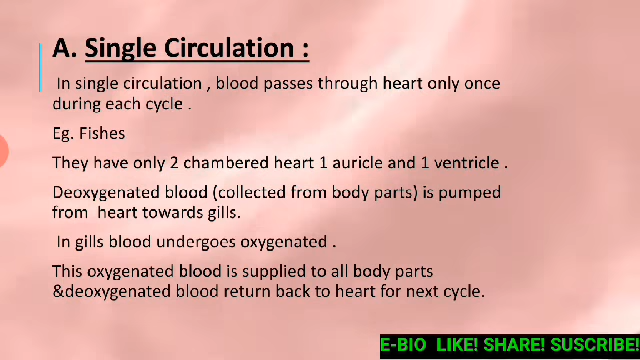 A. Single Circulation :
In single circulation , blood passes through heart only once
during each cycle .
Eg. Fishes
They have only 2 chambered heart 1 auricle and 1 ventricle .
Deoxygenated blood (collected from body parts) is pumped
from heart towards gills.
In gills blood undergoes oxygenated .
This oxygenated blood is supplied to all body parts
&deoxygenated blood return back to heart for next cycle.
E-BIO LIKE! SHARE! SUSCRIBE!